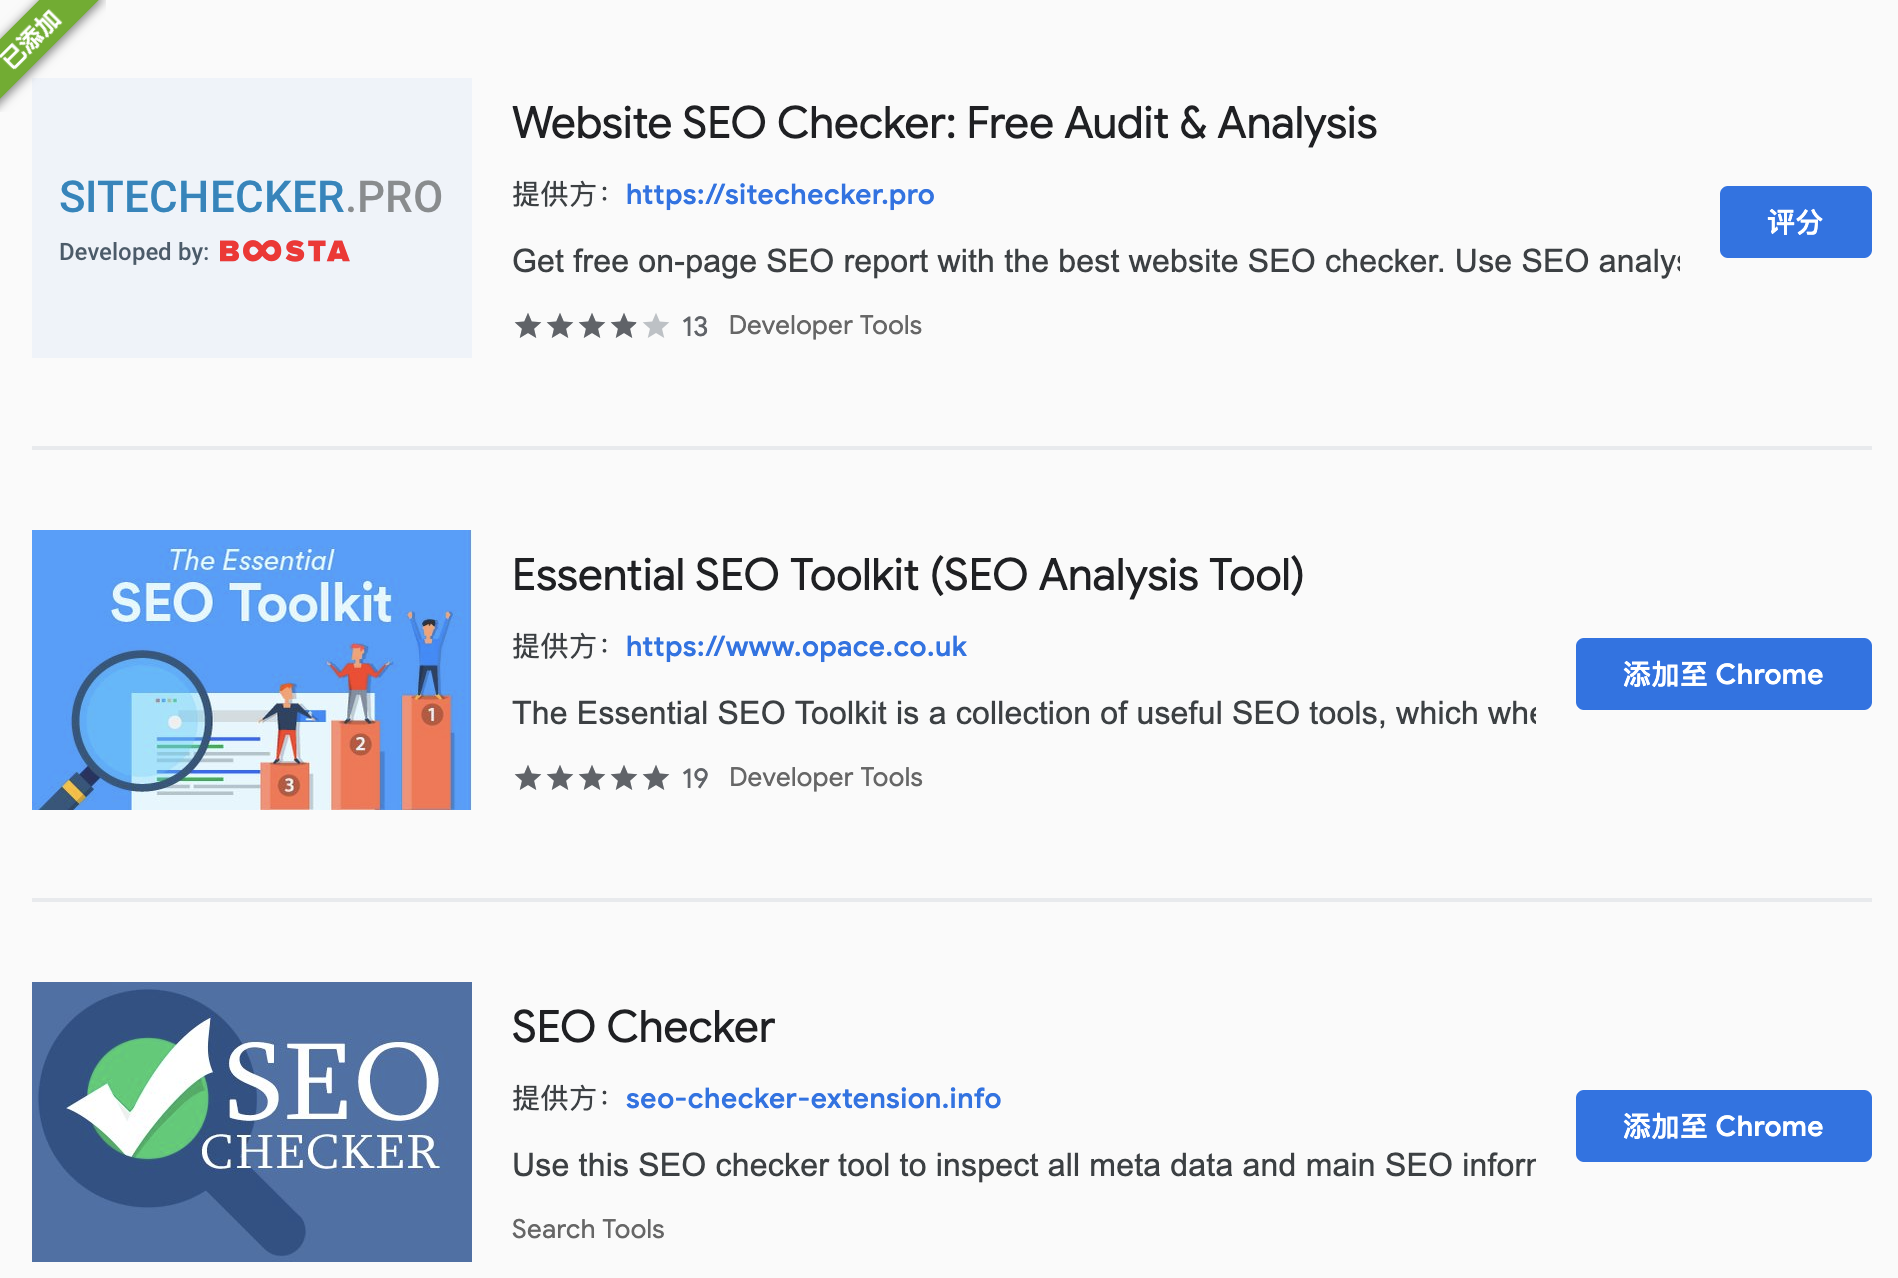 已添加
SITECHECKER.PRO
Developed by: BOOSTA
Website SEO Checker: Free Audit & Analysis
提供方： https://sitechecker.pro
Get free on-page SEO report with the best website SEO checker. Use SEO analys
13 Developer Tools
评分
The Essential
SEO Toolkit
1
2
3
Essential SEO Toolkit (SEO Analysis Tool)
提供方： https://www.opace.co.uk
The Essential SEO Toolkit is a collection of useful SEO tools, which whe
19 Developer Tools
添加至 Chrome
SEO
CHECKER
SEO Checker
提供方： seo-checker-extension.info
Use this SEO checker tool to inspect all meta data and main SEO inforr
Search Tools
添加至 Chrome